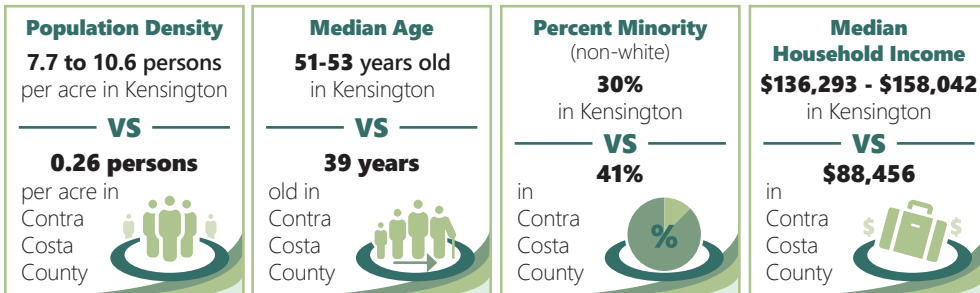 Population Density
7.7 to 10.6 persons
per acre in Kensington
VS
0.26 persons
per acre in
Contra
Costa
County
Median Age
51-53 years old
in Kensington
VS
39 years
old in
Contra
Costa
County
Percent Minority
(non-white)
30%
in Kensington
VS
41%
in
Contra
Costa
County
%
Median
Household Income
$136,293 - $158,042
in Kensington
VS
$88,456
in
Contra
Costa
County
$ $